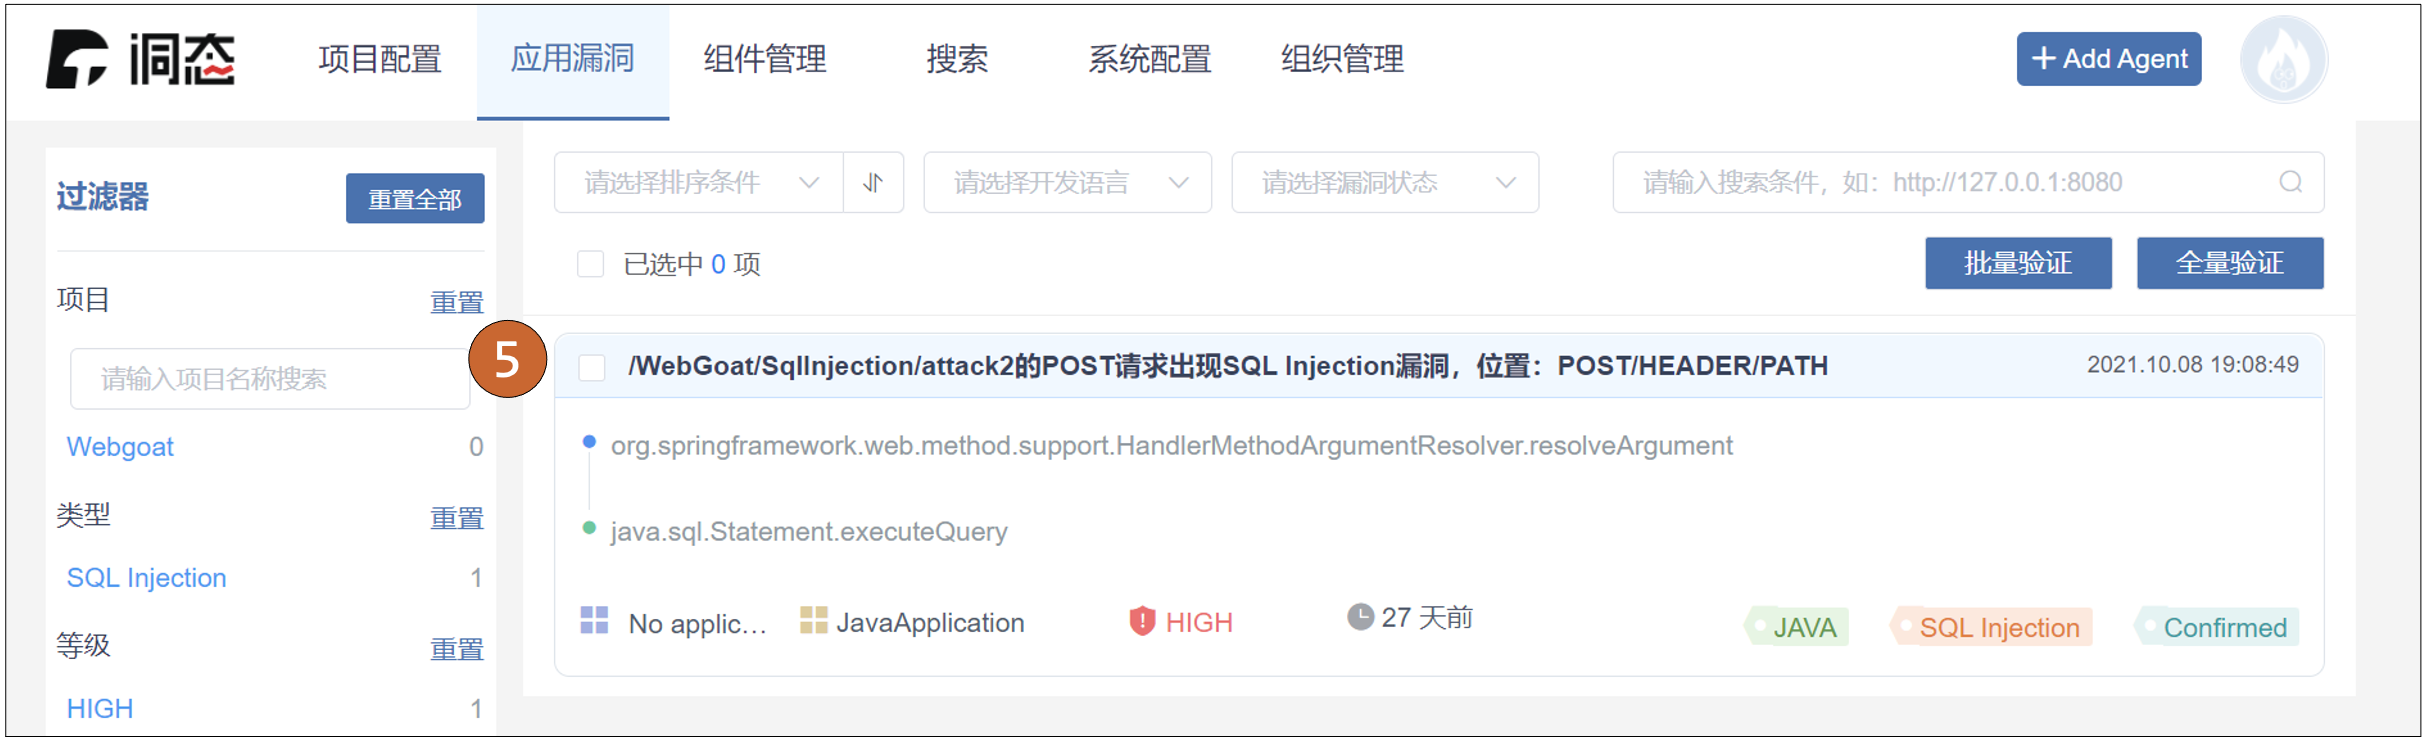 洞态
项目配置 应用漏洞 组件管理 搜索 系统配置 组织管理 + Add Agent
过滤器 重置全部
项目 重置
请输入项目名称搜索
Webgoat 0
类型 重置
SQL Injection 1
等级 重置
HIGH 1
请选择排序条件 请选择开发语言 请选择漏洞状态 请输入搜索条件，如：http://127.0.0.1:8080
已选中 0 项 批量验证 全量验证
5
/WebGoat/SqlInjection/attack2的POST请求出现SQL Injection漏洞，位置：POST/HEADER/PATH 2021.10.08 19:08:49
org.springframework.web.method.support.HandlerMethodArgumentResolver.resolveArgument
java.sql.Statement.executeQuery
No applic... JavaApplication HIGH 27 天前 JAVA SQL Injection Confirmed